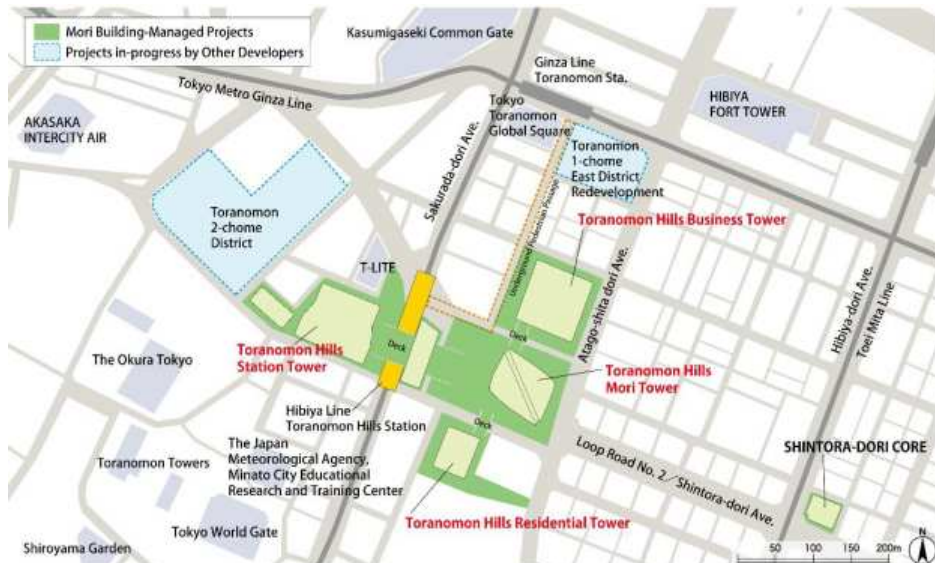 Mori Building-Managed Projects
Projects in-progress by Other Developers
Kasumigaseki Common Gate
Ginza Line
Toranomon Sta.
Tokyo Metro Ginza Line
AKASAKA
INTERCITY AIR
Tokyo
Toranomon
Global Square
HIBIYA
FORT TOWER
Toranomon
1-chome
East District
Redevelopment
Sakurada-dori Ave.
Underground Pedestrian Passage
Toranomon
2-chome
District
Toranomon Hills Business Tower
T-LITE
Atago-shita dori Ave.
Hibiya-dori Ave.
Toei Mita Line
Deck
Deck
The Okura Tokyo
Toranomon Hills
Station Tower
Toranomon Hills
Mori Tower
Hibiya Line
Toranomon Hills Station
Deck
The Japan
Meteorological Agency,
Minato City Educational
Research and Training Center
Loop Road No. 2／Shintora-dori Ave.
SHINTORA-DORI CORE
Toranomon Towers
Toranomon Hills Residential Tower
Tokyo World Gate
Shiroyama Garden
N
50 100 150 200m